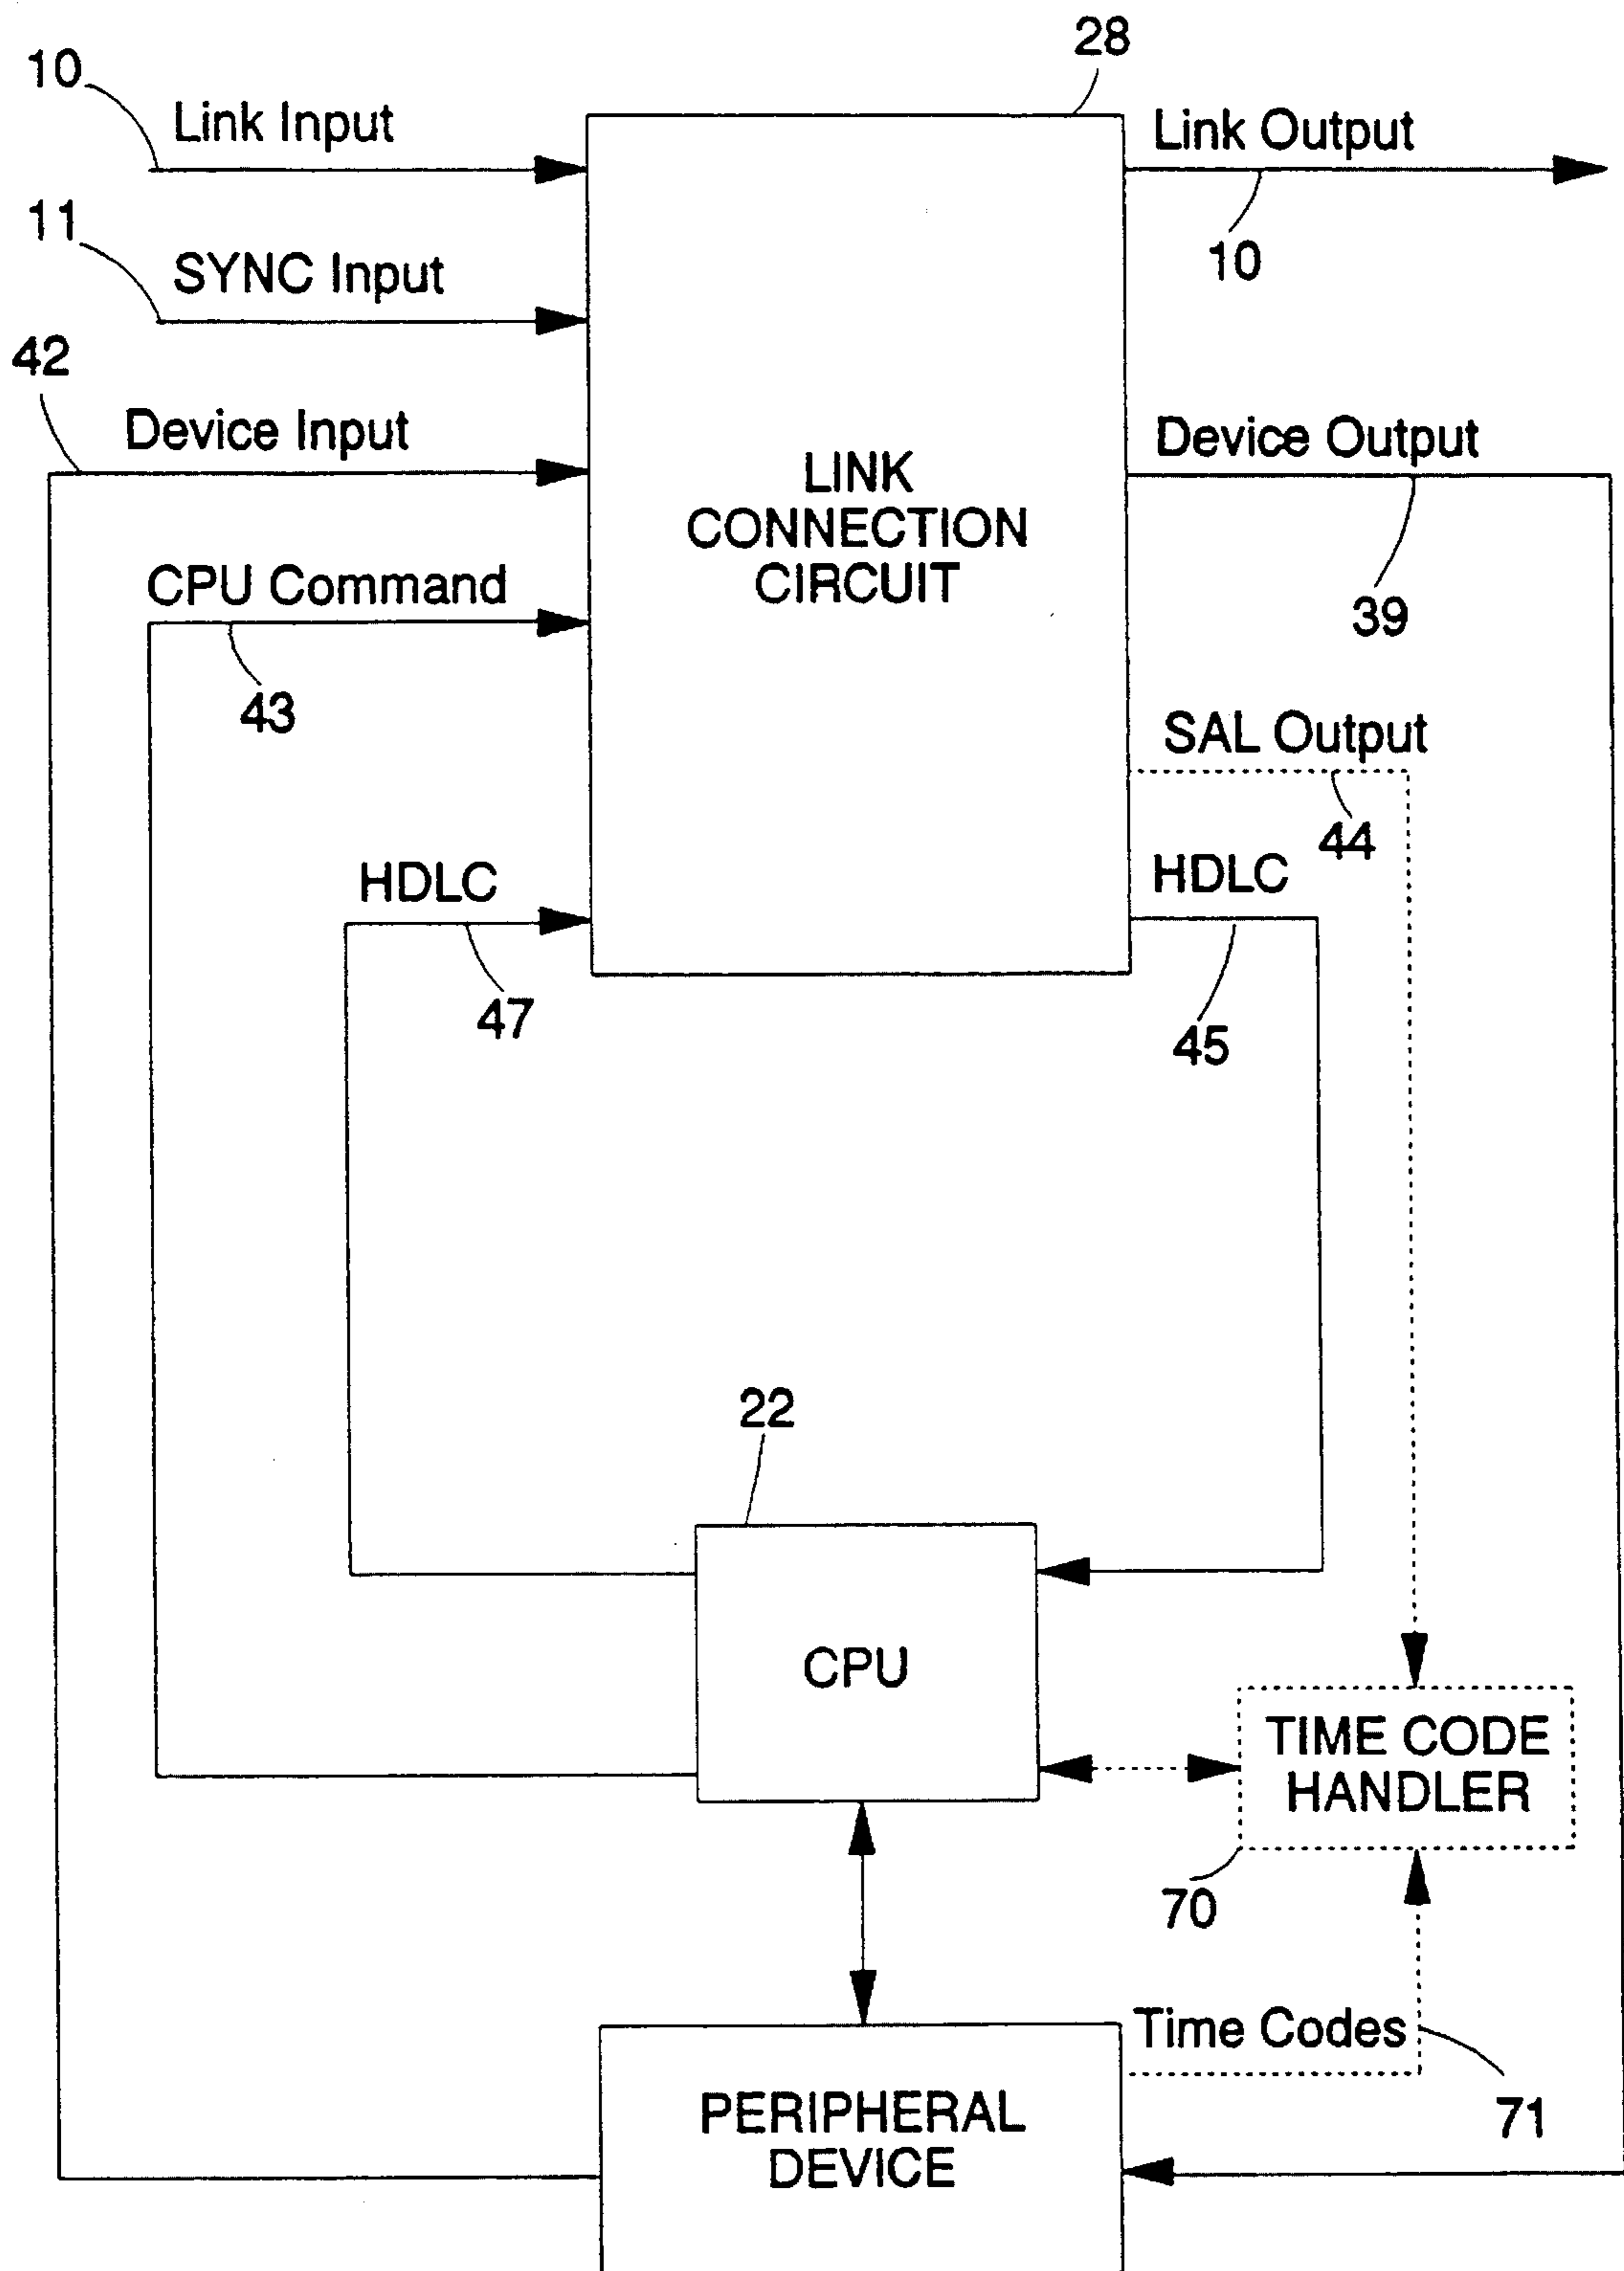 28
10
Link Input
Link Output
11
10
SYNC Input
42
Device Input
Device Output
LINK
CONNECTION
CIRCUIT
CPU Command
39
43
SAL Output
44
HDLC
HDLC
47
45
22
CPU
TIME CODE
HANDLER
70
Time Codes
71
PERIPHERAL
DEVICE